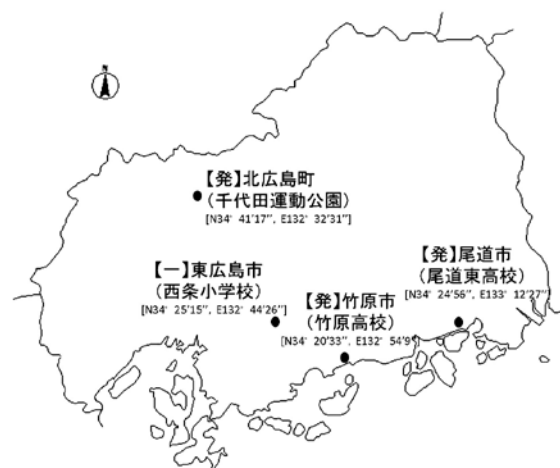 N
【発】北広島町
(千代田運動公園)
[N34° 41'17", E132° 32'31"]
【一】東広島市
(西条小学校)
[N34° 25'15", E132° 44'26"]
【発】竹原市
(竹原高校)
[N34° 20'33", E132° 54'9"
【発】尾道市
(尾道東高校)
[N34° 24'56", E133° 12'27"]